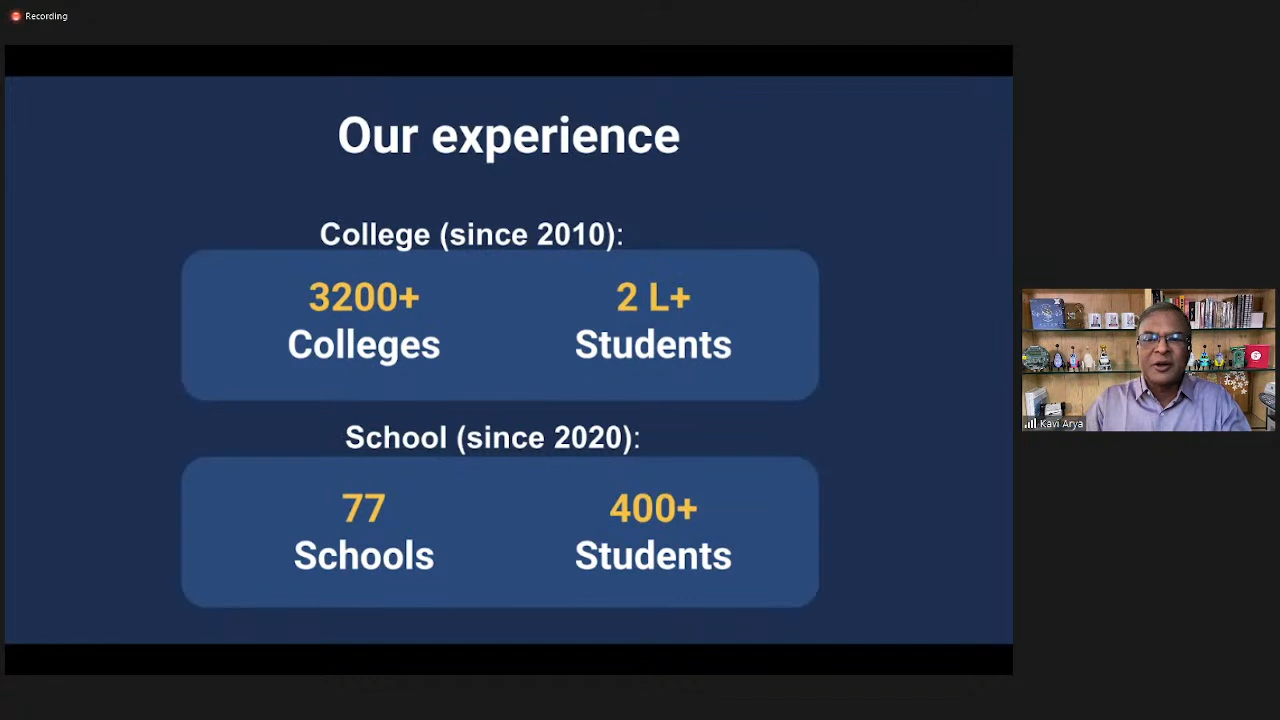 Recording
Our experience
College (since 2010):
3200+
Colleges
2 L+
Students
School (since 2020):
77
Schools
400+
Students
Kavi Arya